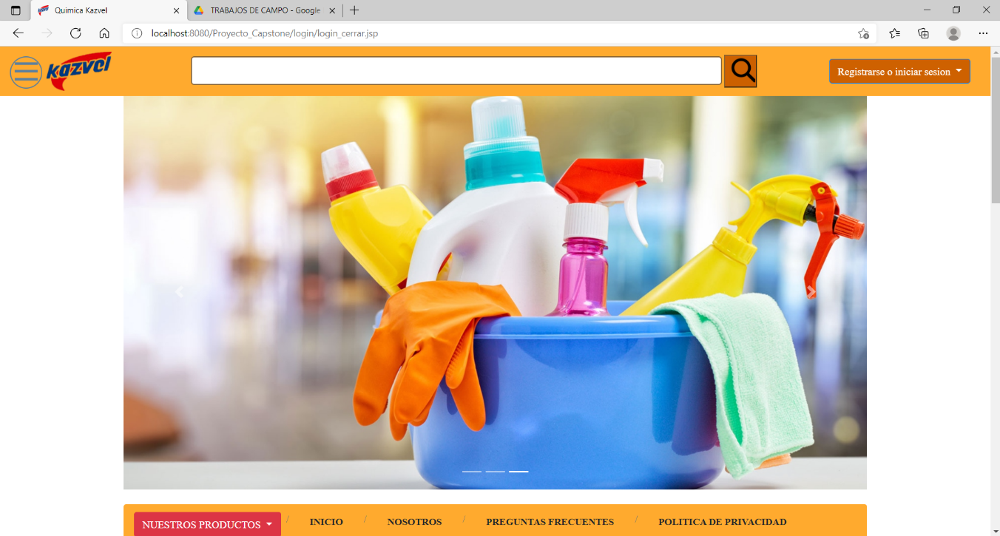 Quimica Kazvel
TRABAJOS DE CAMPO - Google
localhost:8080/Proyecto_Capstone/login/login_cerrar.jsp
kazvel
Registrarse o iniciar sesion
NUESTROS PRODUCTOS / INICIO / NOSOTROS / PREGUNTAS FRECUENTES / POLITICA DE PRIVACIDAD